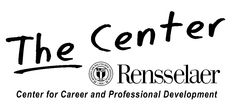 The Center
Rensselaer
Center for Career and Professional Development